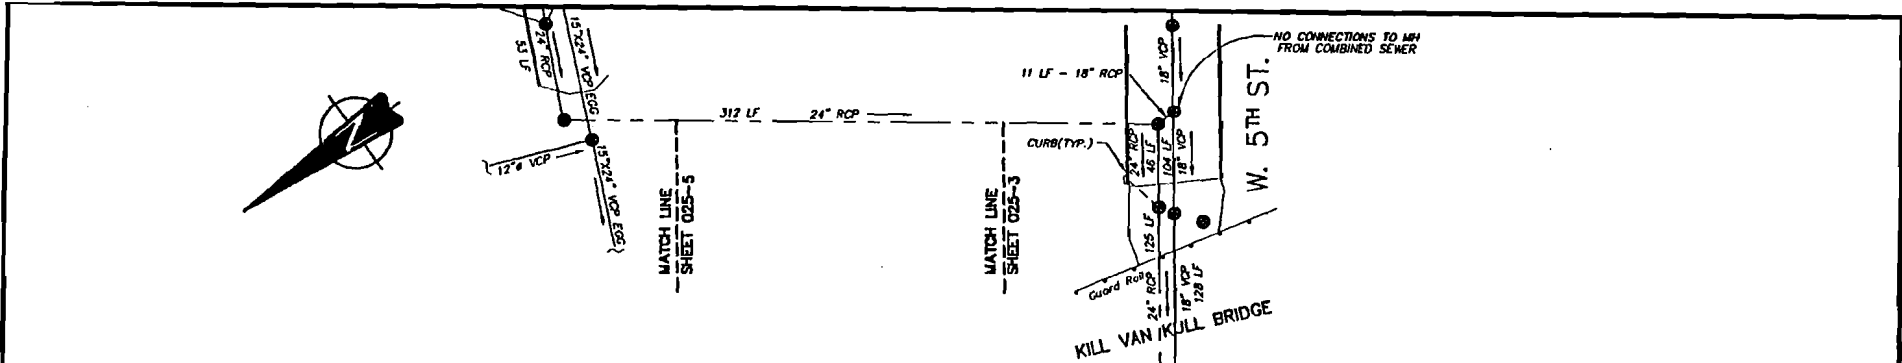 53 LF
24" RCP
15"X24" VCP EGG
12"ø VCP
15"X24" VCP EGG
312 LF
24" RCP
MATCH LINE
SHEET 025-5
MATCH LINE
SHEET 025-3
11 LF - 18" RCP
18" VCP
NO CONNECTIONS TO MH
FROM COMBINED SEWER
CURB(TYP.)
24" RCP
46 LF
104 LF
18" VCP
W. 5TH ST.
125 LF
Guard Rail
24" RCP
18" VCP
128 LF
KILL VAN KULL BRIDGE